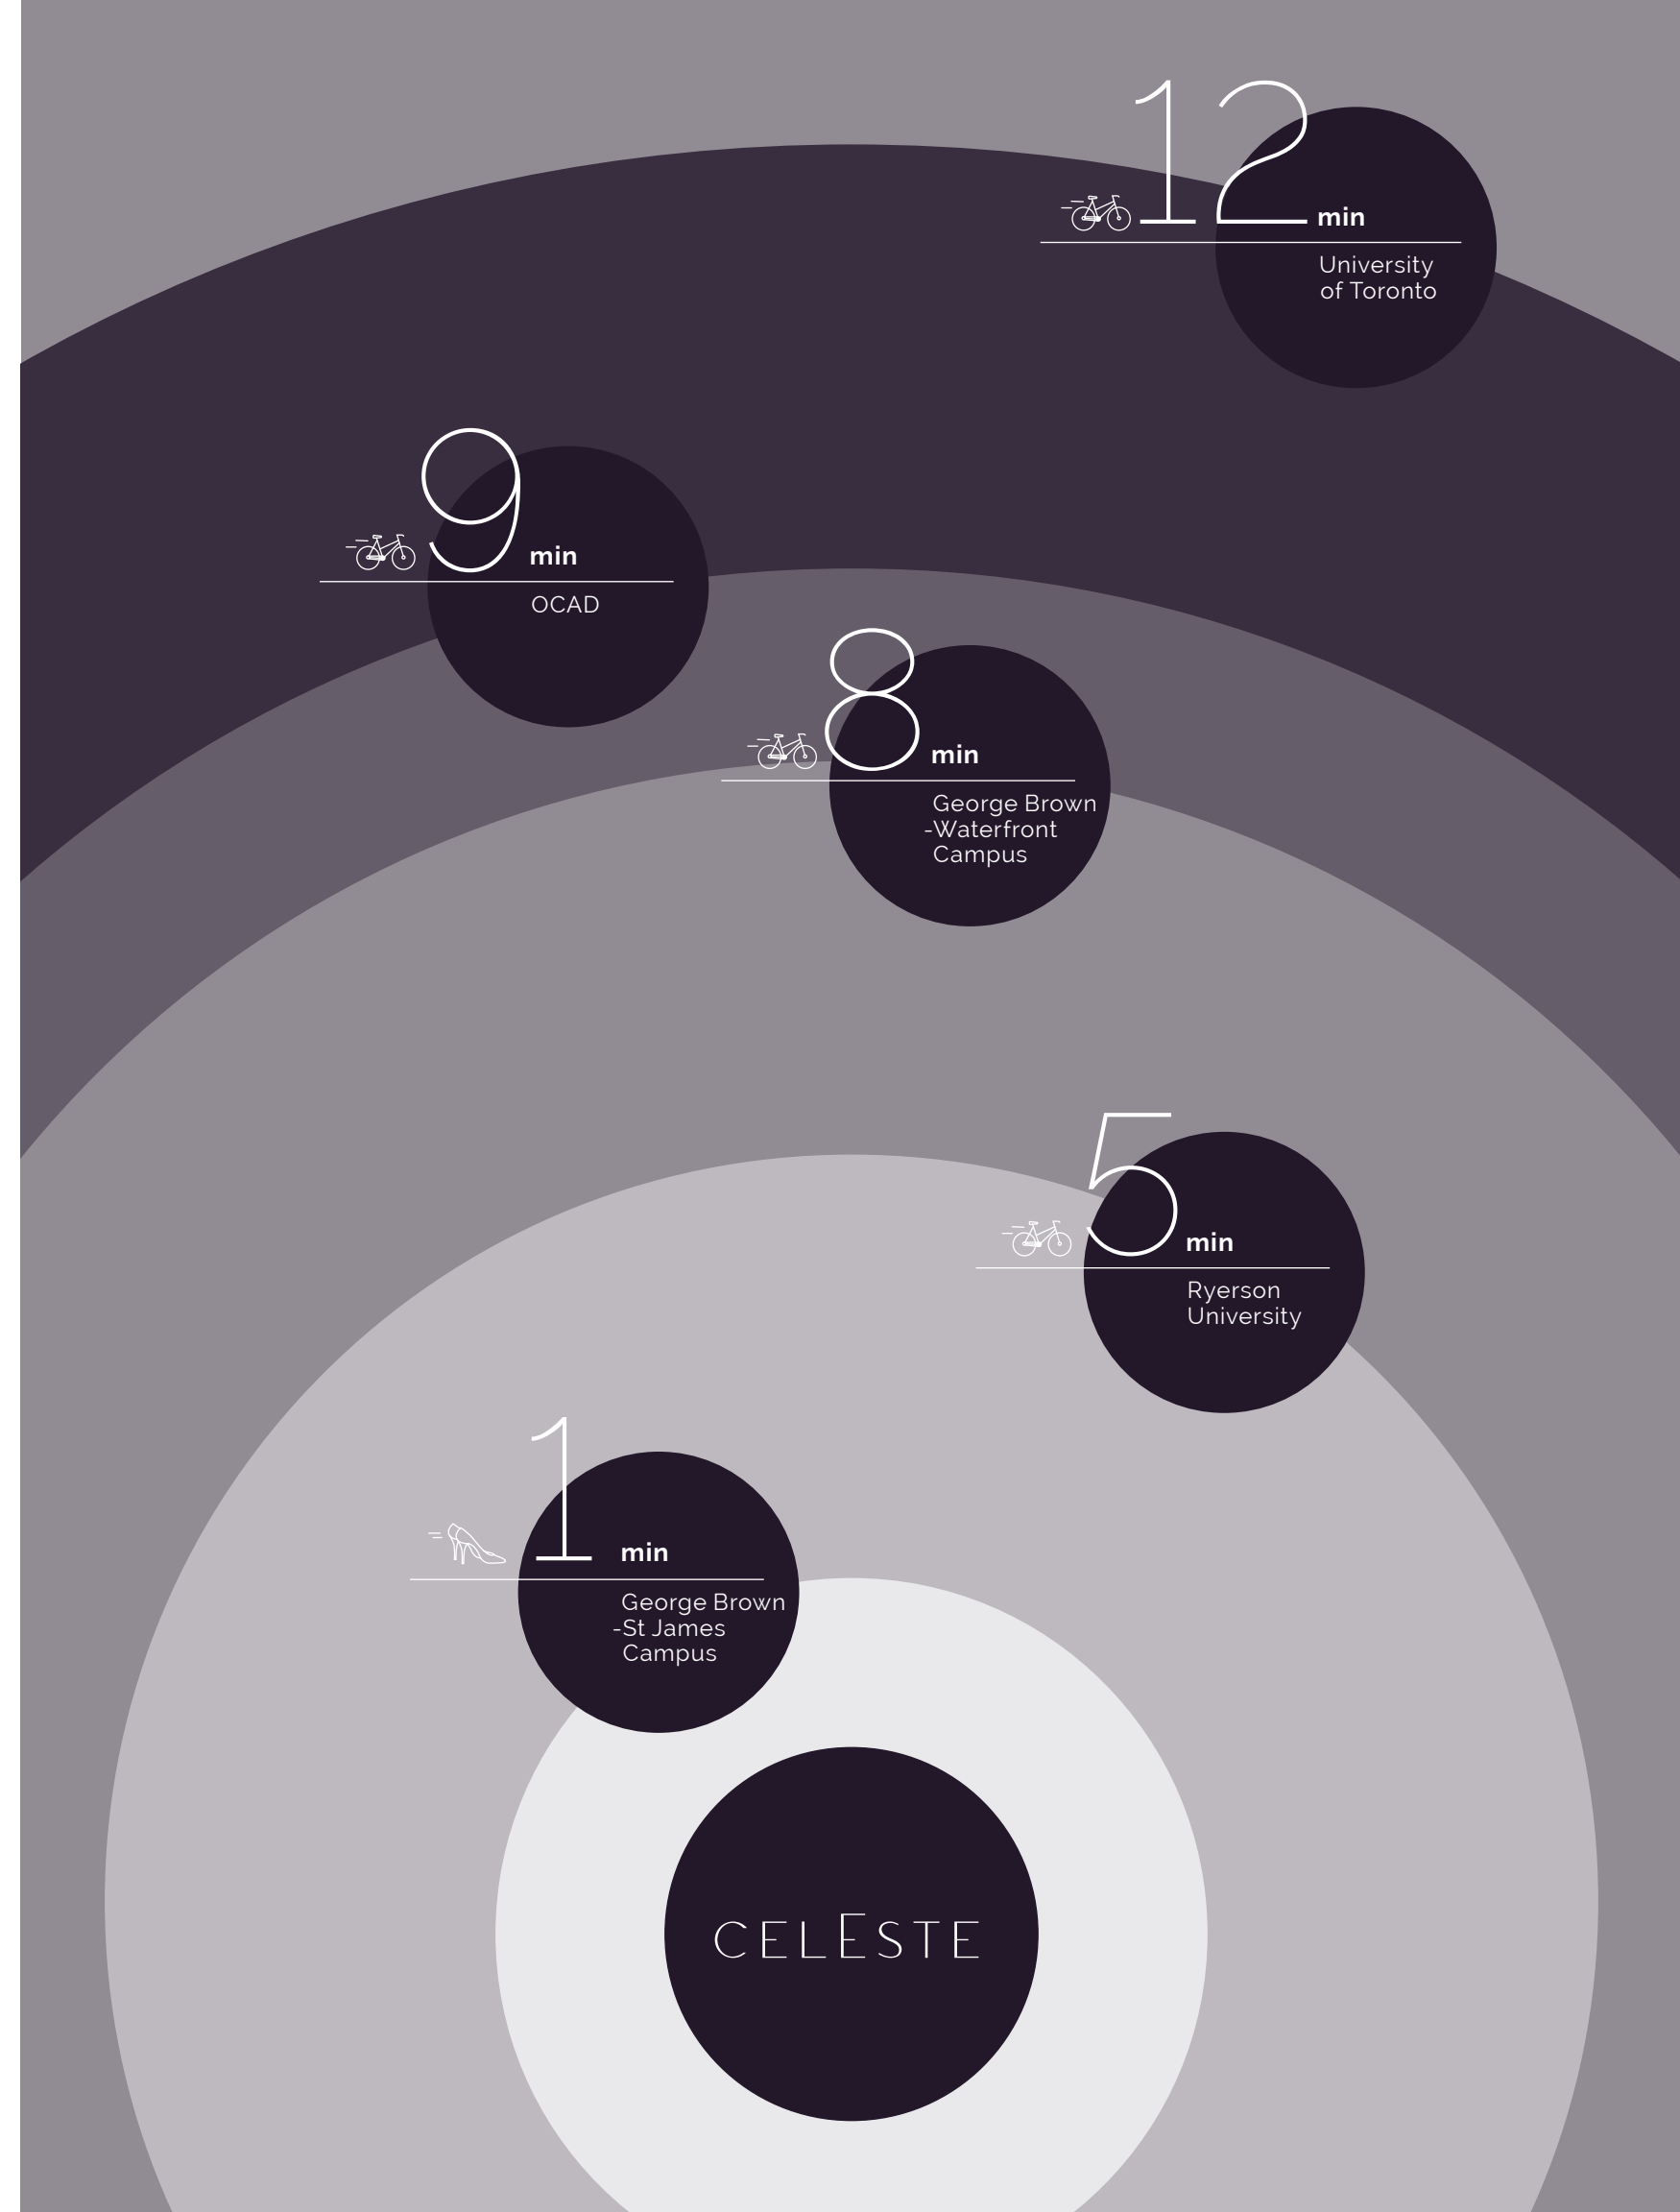 12 min
University
of Toronto
9 min
OCAD
8 min
George Brown
-Waterfront
Campus
5 min
Ryerson
University
1 min
George Brown
-St James
Campus
CELESTE